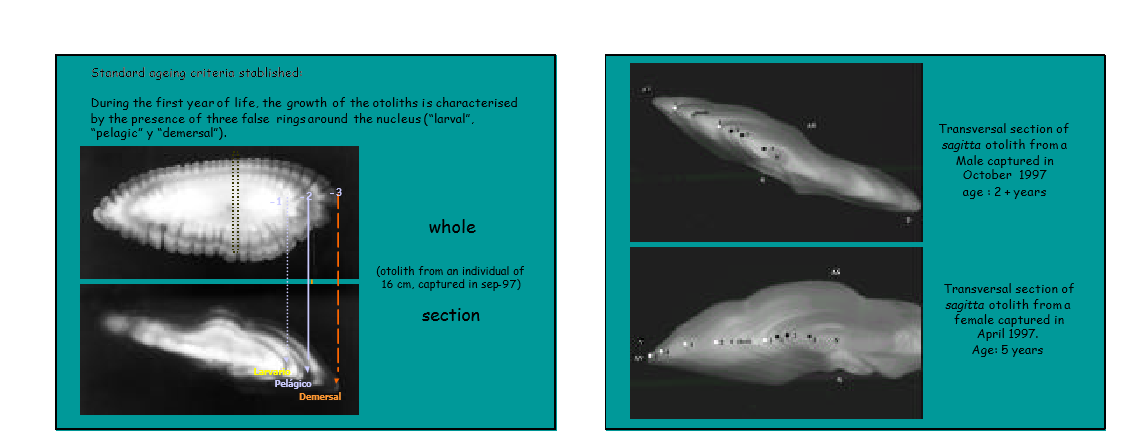 Standard ageing criteria stablished:
During the first year of life, the growth of the otoliths is characterised
by the presence of three false rings around the nucleus ("larval",
"pelagic" y "demersal").
-1
2
-3
whole
(otolith from an individual of
16 cm, captured in sep-97)
section
Pelágico
Demersal
Transversal section of
sagitta otolith from a
Male captured in
October 1997
age : 2 + years
Transversal section of
sagitta otolith from a
female captured in
April 1997.
Age: 5 years